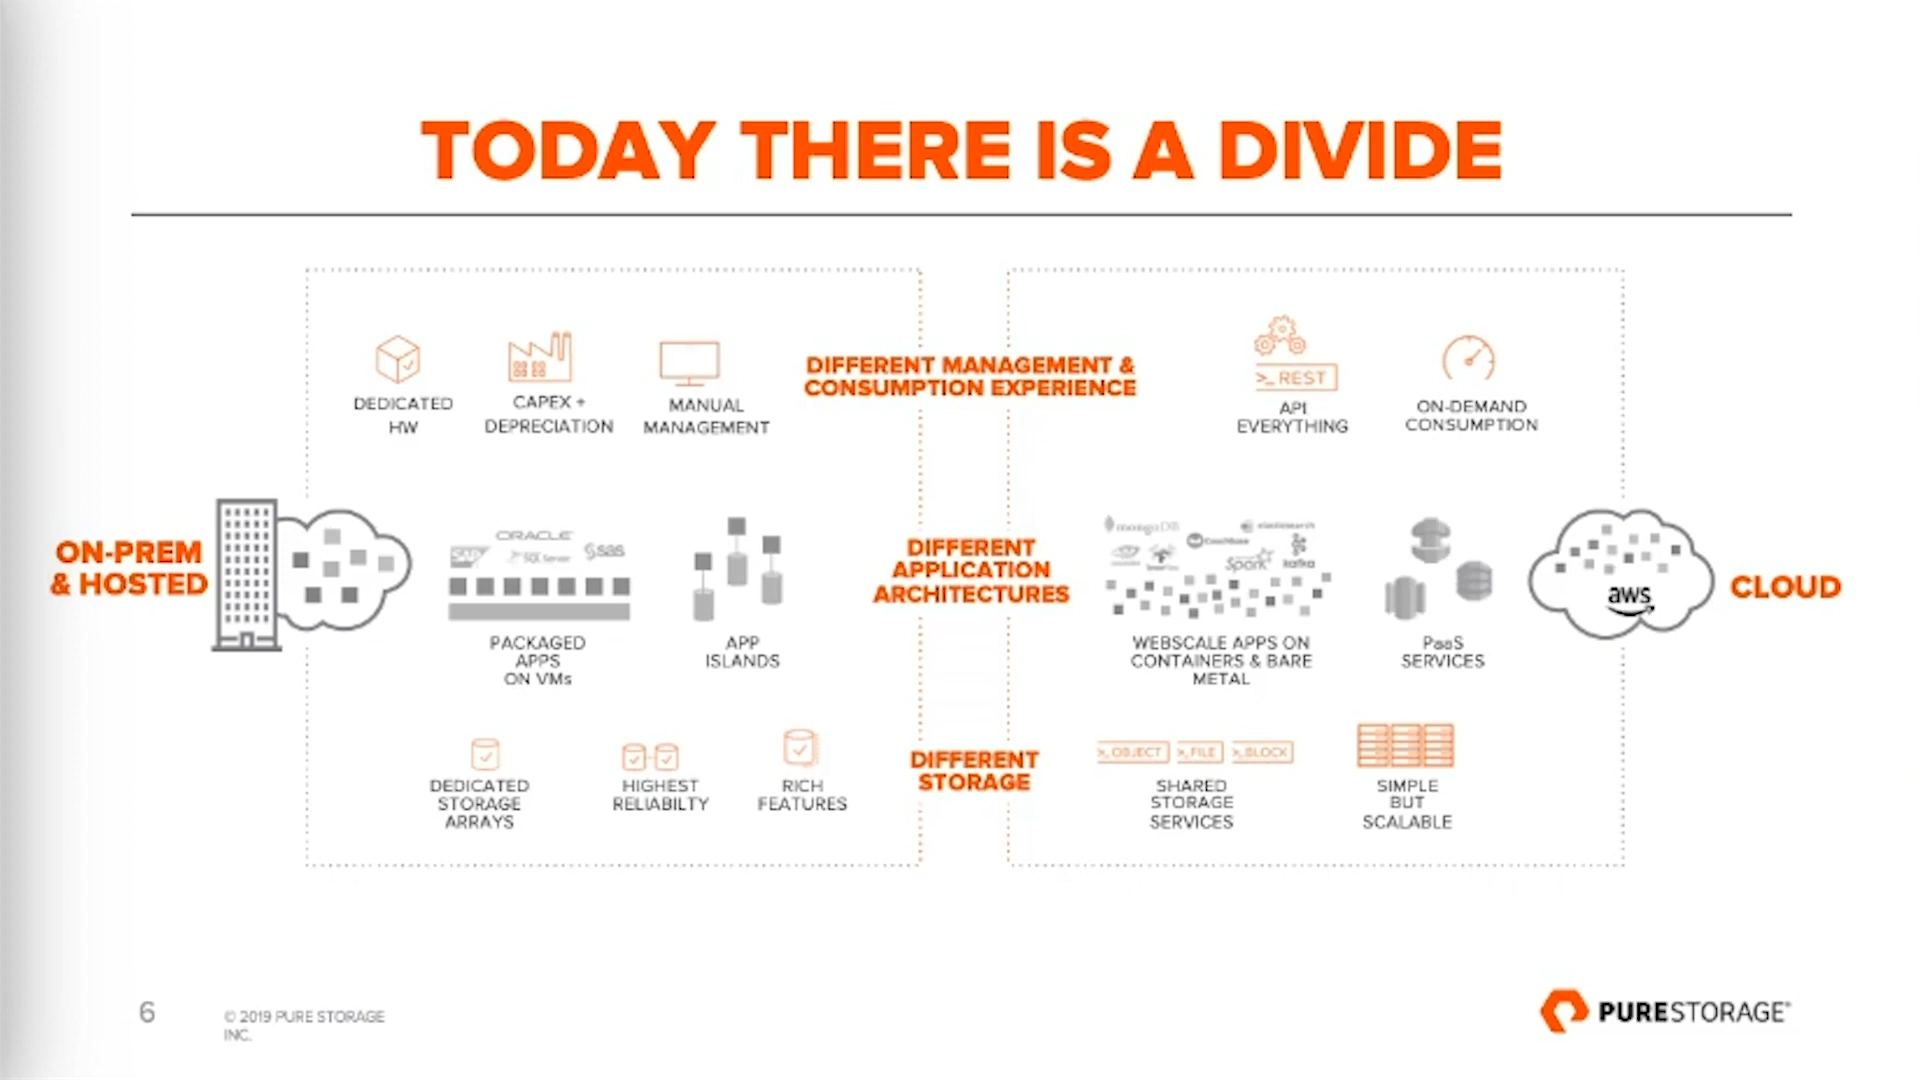 TODAY THERE IS A DIVIDE
DEDICATED
HW
CAPEX +
DEPRECIATION
MANUAL
MANAGEMENT
DIFFERENT MANAGEMENT &
CONSUMPTION EXPERIENCE
>_ REST
API
EVERYTHING
ON-DEMAND
CONSUMPTION
ON-PREM
& HOSTED
ORACLE
SAP
SQL Server
sas
PACKAGED
APPS
ON VMs
APP
ISLANDS
DIFFERENT
APPLICATION
ARCHITECTURES
mongoDB
elasticsearch
Couchbase
Spark
kafka
WEBSCALE APPS ON
CONTAINERS & BARE
METAL
PaaS
SERVICES
aws
CLOUD
DEDICATED
STORAGE
ARRAYS
HIGHEST
RELIABILTY
RICH
FEATURES
DIFFERENT
STORAGE
>_OBJECT
>_FILE
>_BLOCK
SHARED
STORAGE
SERVICES
SIMPLE
BUT
SCALABLE
6
© 2019 PURE STORAGE
INC.
PURESTORAGE®